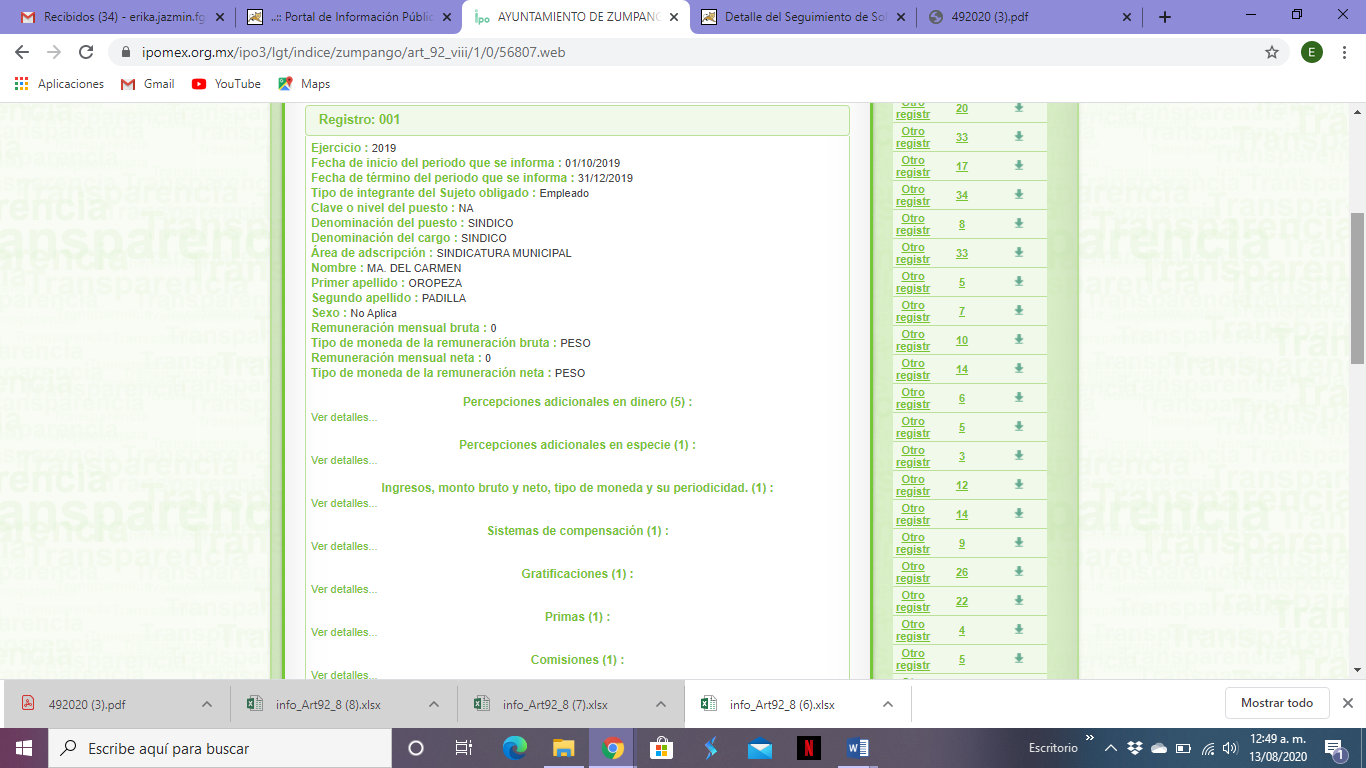 Recibidos (34) - erika.jazmin.fg
..:: Portal de Información Públic
AYUNTAMIENTO DE ZUMPANG
Detalle del Seguimiento de Sol
492020 (3).pdf
ipomex.org.mx/ipo3/lgt/indice/zumpango/art_92_viii/1/0/56807.web
E
Aplicaciones
Gmail
YouTube
Maps
Registro: 001
Ejercicio : 2019
Fecha de inicio del periodo que se informa : 01/10/2019
Fecha de término del periodo que se informa : 31/12/2019
Tipo de integrante del Sujeto obligado : Empleado
Clave o nivel del puesto : NA
Denominación del puesto : SINDICO
Denominación del cargo : SINDICO
Área de adscripción : SINDICATURA MUNICIPAL
Nombre : MA. DEL CARMEN
Primer apellido : OROPEZA
Segundo apellido : PADILLA
Sexo : No Aplica
Remuneración mensual bruta : 0
Tipo de moneda de la remuneración bruta : PESO
Remuneración mensual neta : 0
Tipo de moneda de la remuneración neta : PESO
Percepciones adicionales en dinero (5) :
Ver detalles...
Percepciones adicionales en especie (1) :
Ver detalles...
Ingresos, monto bruto y neto, tipo de moneda y su periodicidad. (1) :
Ver detalles...
Sistemas de compensación (1) :
Ver detalles...
Gratificaciones (1) :
Ver detalles...
Primas (1) :
Ver detalles...
Comisiones (1) :
Ver detalles...
Otro registr 20
Otro registr 33
Otro registr 17
Otro registr 34
Otro registr 8
Otro registr 33
Otro registr 5
Otro registr 7
Otro registr 10
Otro registr 14
Otro registr 6
Otro registr 5
Otro registr 3
Otro registr 12
Otro registr 14
Otro registr 9
Otro registr 26
Otro registr 22
Otro registr 4
Otro registr 5
492020 (3).pdf
info_Art92_8 (8).xlsx
info_Art92_8 (7).xlsx
info_Art92_8 (6).xlsx
Mostrar todo
Escribe aquí para buscar
Escritorio
12:49 a. m.
13/08/2020
1